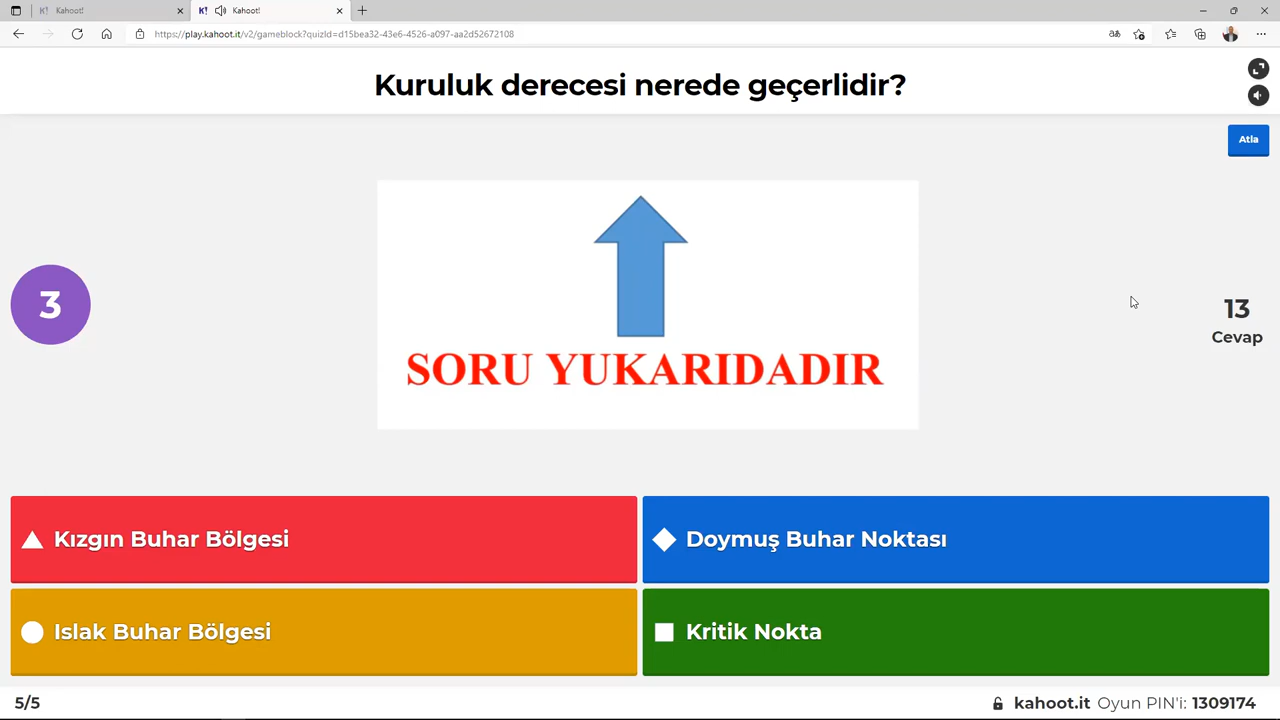 Kahoot!
Kahoot!
https://play.kahoot.it/v2/gameblock?quizId=d15bea32-43e6-4526-a097-aa2d52672108
Kuruluk derecesi nerede geçerlidir?
Atla
SORU YUKARIDADIR
3
13
Cevap
Kızgın Buhar Bölgesi
Doymuş Buhar Noktası
Islak Buhar Bölgesi
Kritik Nokta
5/5
kahoot.it Oyun PIN'i: 1309174